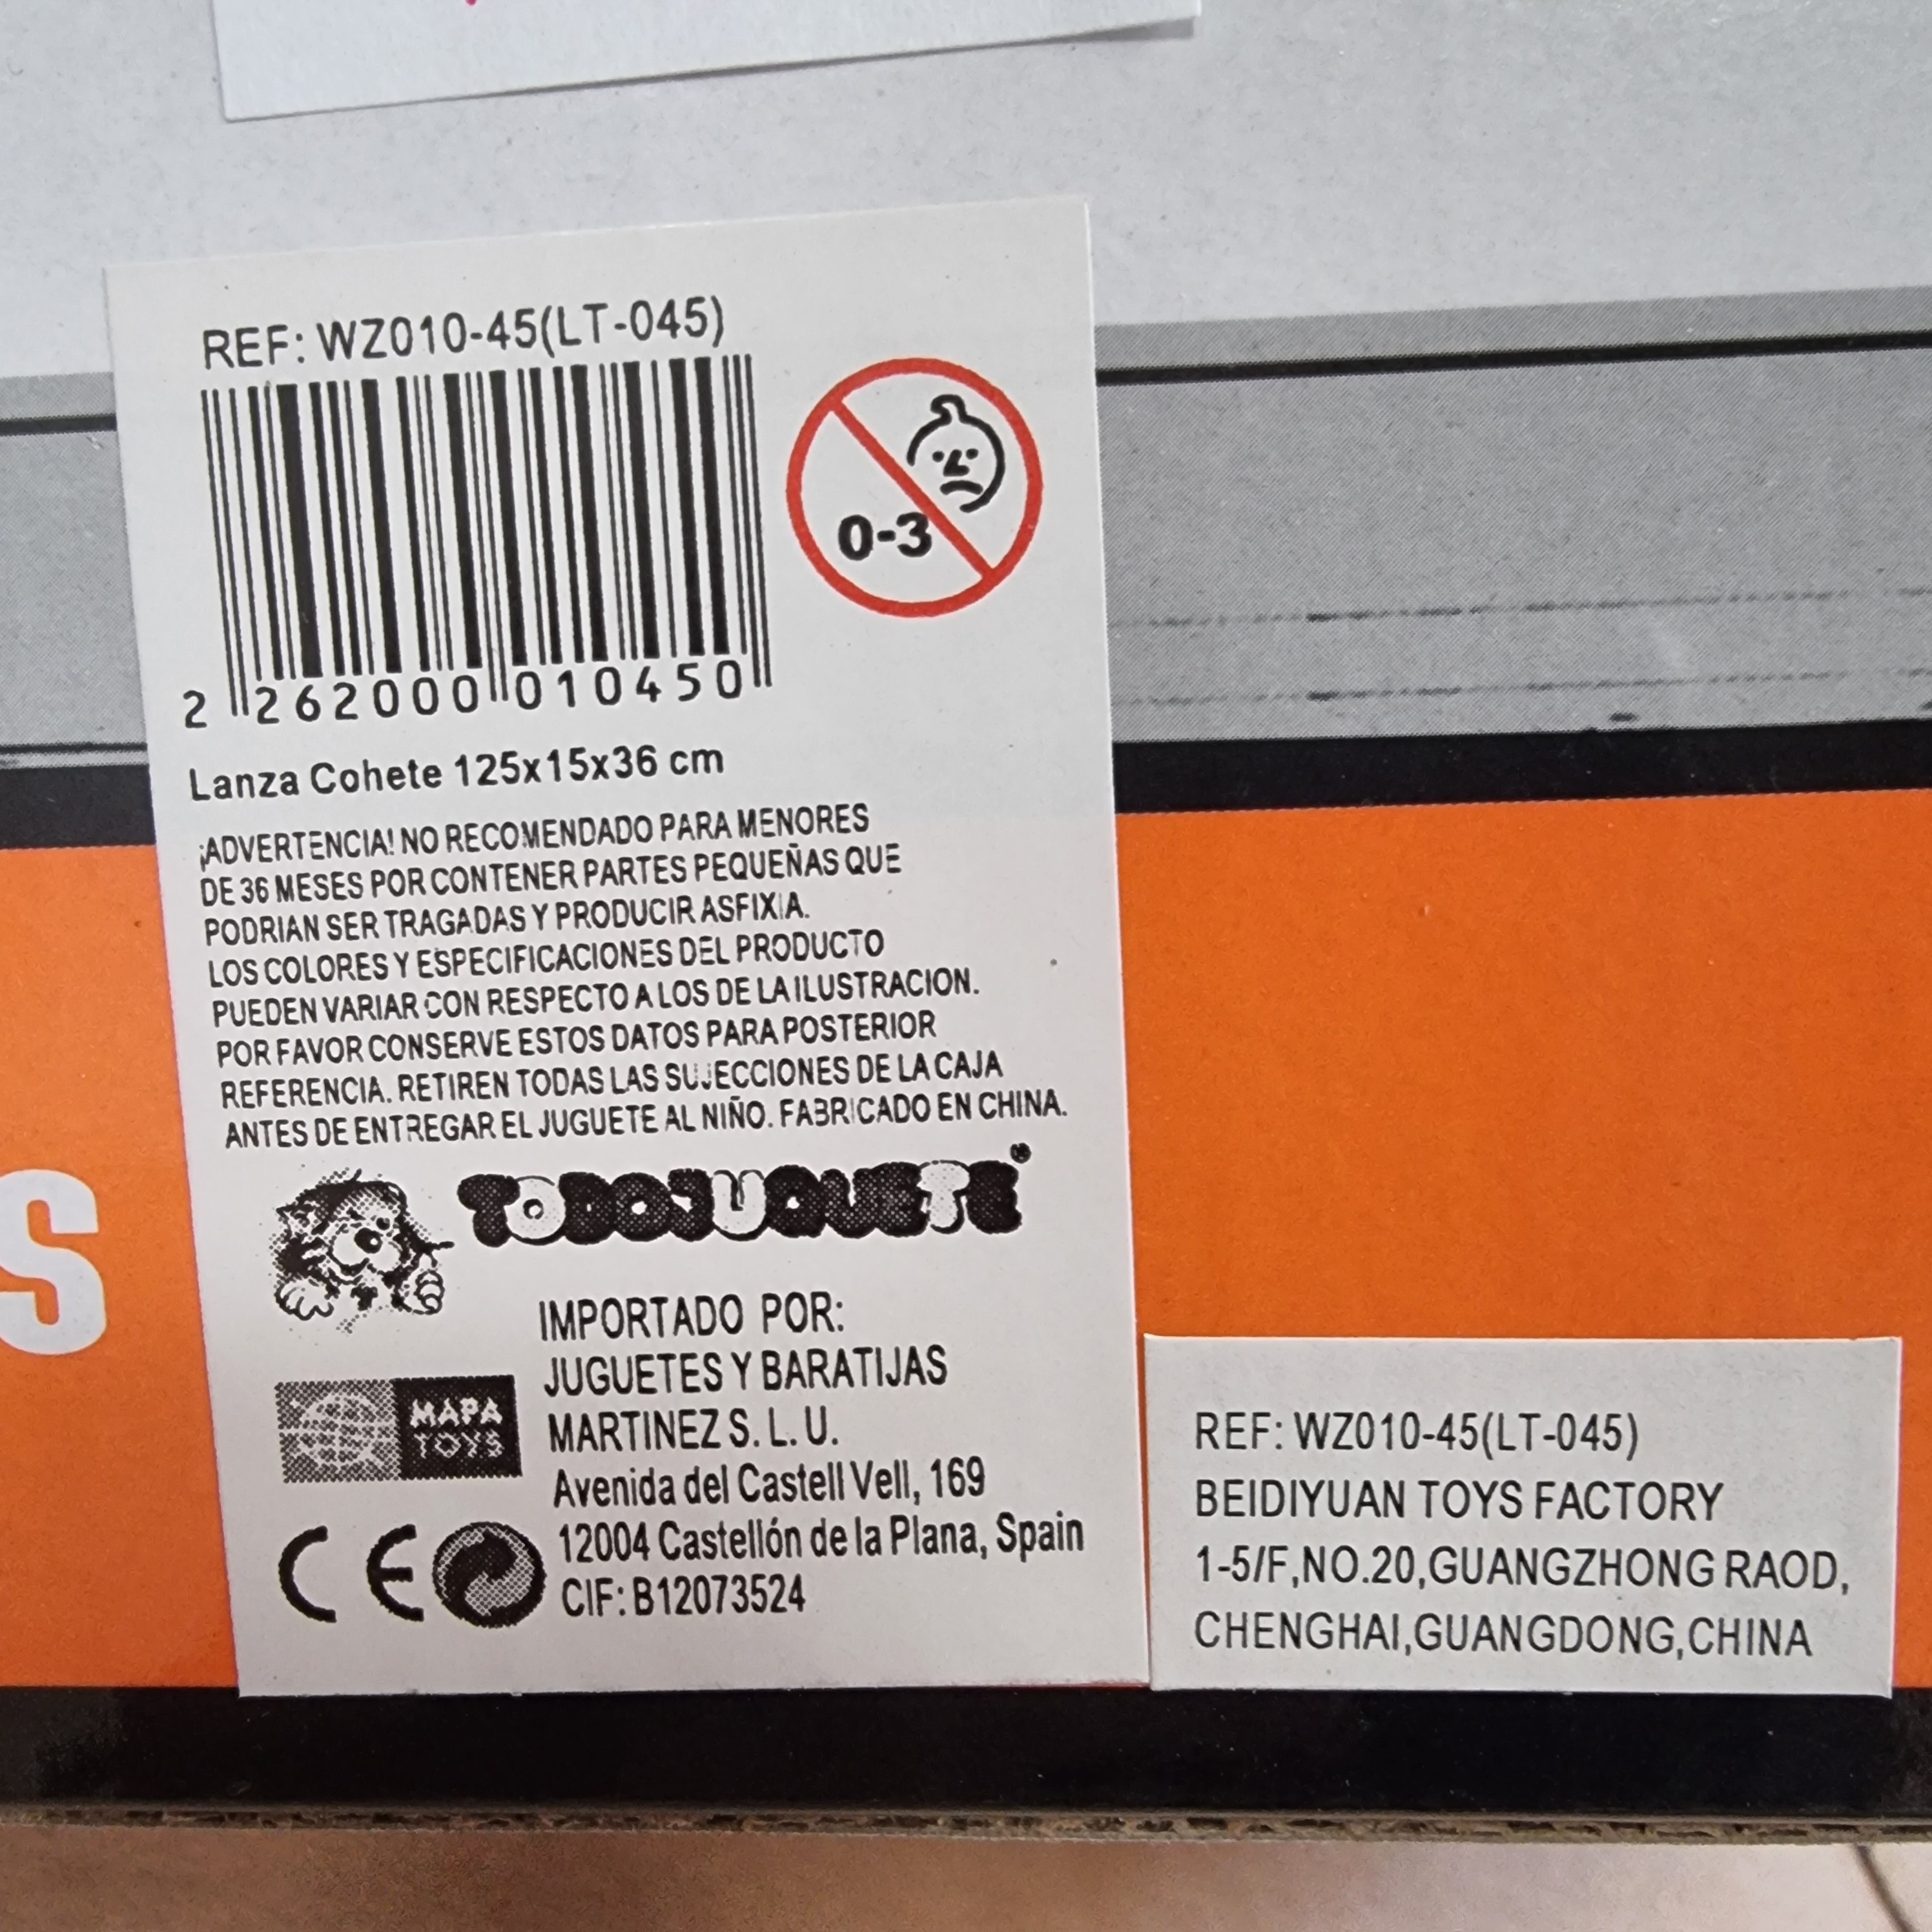 REF: WZ010-45(LT-045)
0-3
2 262000 010450
Lanza Cohete 125x15x36 cm
¡ADVERTENCIA! NO RECOMENDADO PARA MENORES
DE 36 MESES POR CONTENER PARTES PEQUEÑAS QUE
PODRIAN SER TRAGADAS Y PRODUCIR ASFIXIA.
LOS COLORES Y ESPECIFICACIONES DEL PRODUCTO
PUEDEN VARIAR CON RESPECTO A LOS DE LA ILUSTRACION.
POR FAVOR CONSERVE ESTOS DATOS PARA POSTERIOR
REFERENCIA. RETIREN TODAS LAS SUJECCIONES DE LA CAJA
ANTES DE ENTREGAR EL JUGUETE AL NIÑO. FABRICADO EN CHINA.
TODOJUGUETE®
S
IMPORTADO POR:
JUGUETES Y BARATIJAS
MARTINEZ S. L. U.
Avenida del Castell Vell, 169
12004 Castellón de la Plana, Spain
CIF: B12073524
MAPA
TOYS
CE
REF: WZ010-45(LT-045)
BEIDIYUAN TOYS FACTORY
1-5/F,NO.20,GUANGZHONG RAOD,
CHENGHAI,GUANGDONG,CHINA